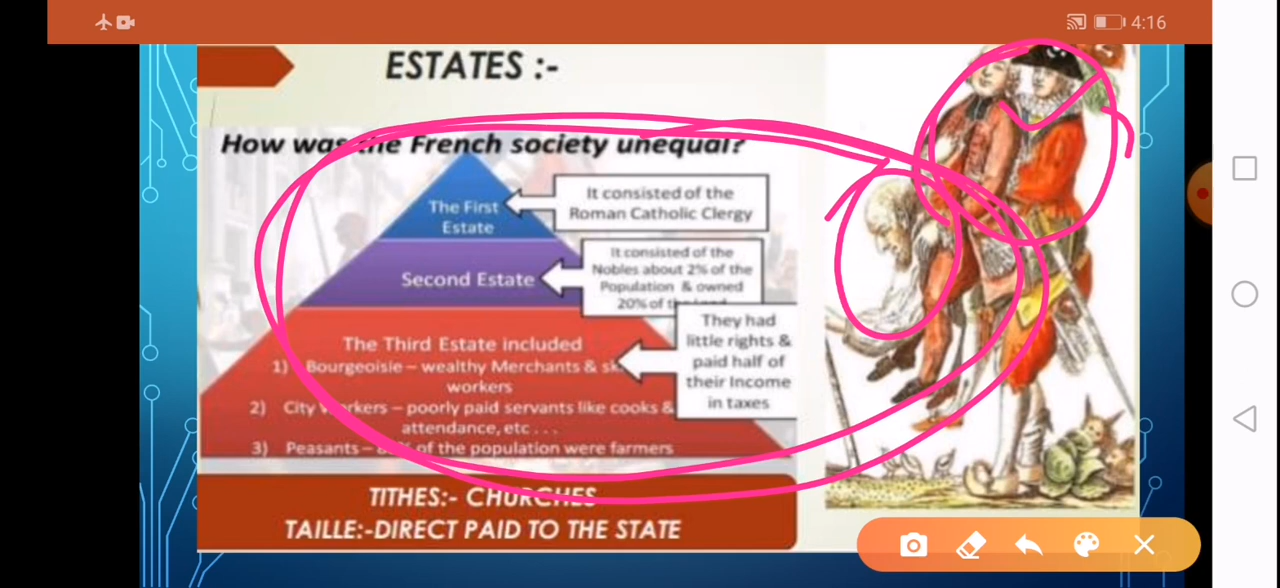 4:16
ESTATES :-
How was the French society unequal?
The First
Estate
It consisted of the
Roman Catholic Clergy
Second Estate
It consisted of the
Nobles about 2% of the
Population & owned
20% of the
The Third Estate included
1) Bourgeoisie – wealthy Merchants &
workers
They had
little rights &
paid half of
their Income
in taxes
2) City workers – poorly paid servants like cooks &
attendance, etc . . .
3) Peasants – of the population were farmers
TITHES:- CHURCHES
TAILLE:-DIRECT PAID TO THE STATE